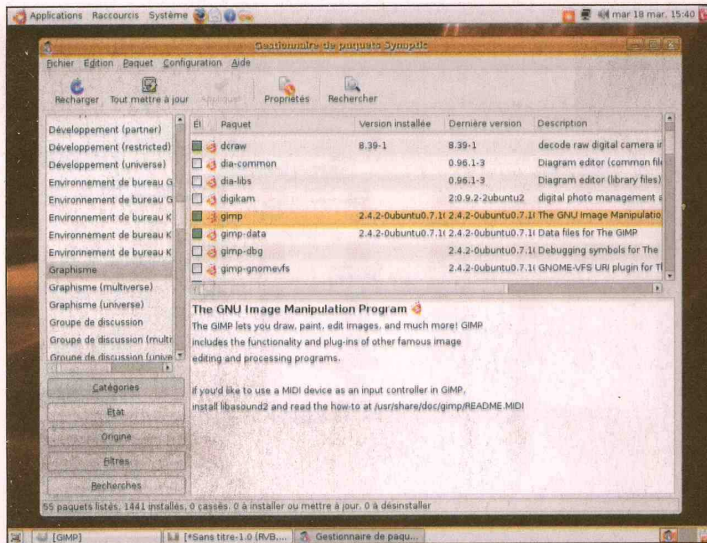 Applications Raccourcis Système mar 18 mar, 15:40
Gestionnaire de paquets Synaptic
Fichier Edition Paquet Configuration Aide
Recharger Tout mettre à jour Appliquer Propriétés Rechercher
Développement (partner)
Développement (restricted)
Développement (universe)
Environnement de bureau G
Environnement de bureau G
Environnement de bureau K
Environnement de bureau K
Environnement de bureau K
Graphisme
Graphisme (multiverse)
Graphisme (universe)
Groupe de discussion
Groupe de discussion (multi
Groupe de discussion (unive
Catégories
État
Origine
Filtres
Recherches
Él Paquet Version installée Dernière version Description
dcraw 8.39-1 8.39-1 decode raw digital camera ir
dia-common 0.96.1-3 Diagram editor (common file
dia-libs 0.96.1-3 Diagram editor (library files)
digikam 2:0.9.2-2ubuntu2 digital photo management a
gimp 2.4.2-0ubuntu0.7.1( 2.4.2-0ubuntu0.7.1( The GNU Image Manipulatio
gimp-data 2.4.2-0ubuntu0.7.1( 2.4.2-0ubuntu0.7.1( Data files for The GIMP
gimp-dbg 2.4.2-0ubuntu0.7.1( Debugging symbols for The
gimp-gnomevfs 2.4.2-0ubuntu0.7.1( GNOME-VFS URI plugin for Tl
The GNU Image Manipulation Program
The GIMP lets you draw, paint, edit images, and much more! GIMP
includes the functionality and plug-ins of other famous image
editing and processing programs.
if you'd like to use a MIDI device as an input controller in GIMP,
install libasound2 and read the how-to at /usr/share/doc/gimp/README.MIDI
55 paquets listés, 1441 installés, 0 cassés. 0 à installer ou mettre à jour, 0 à désinstaller
[GIMP] [*Sans titre-1.0 (RVB,... Gestionnaire de paqu...